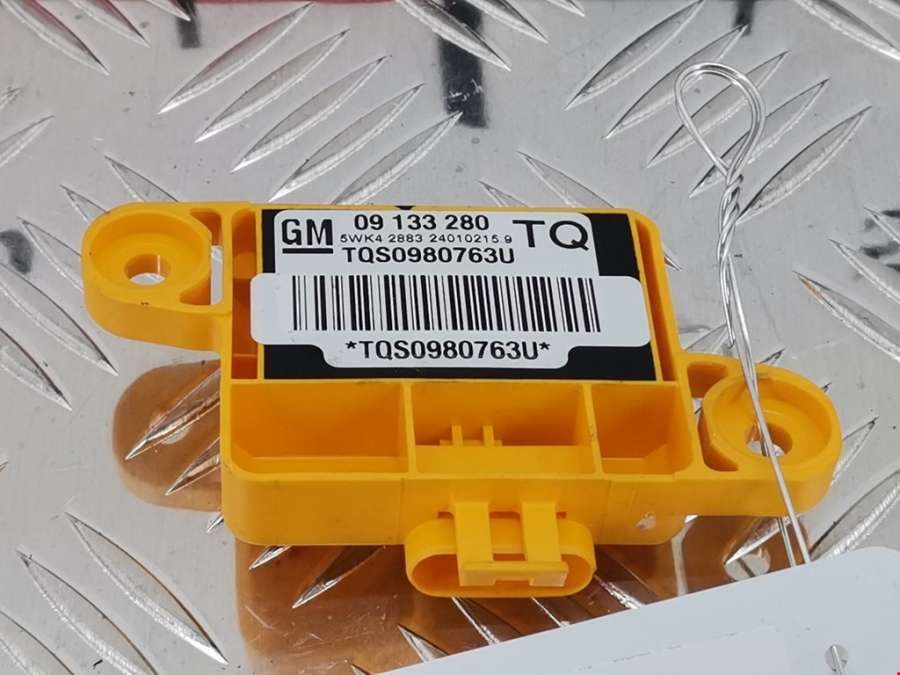 GM 09 133 280 TQ
5WK4 2883 24010215.9
TQS0980763U
*TQS0980763U*